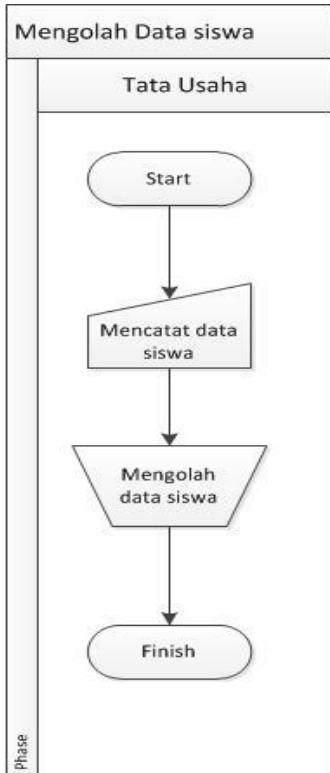 Mengolah Data siswa
Tata Usaha
Start
Mencatat data
siswa
Mengolah
data siswa
Finish
Phase